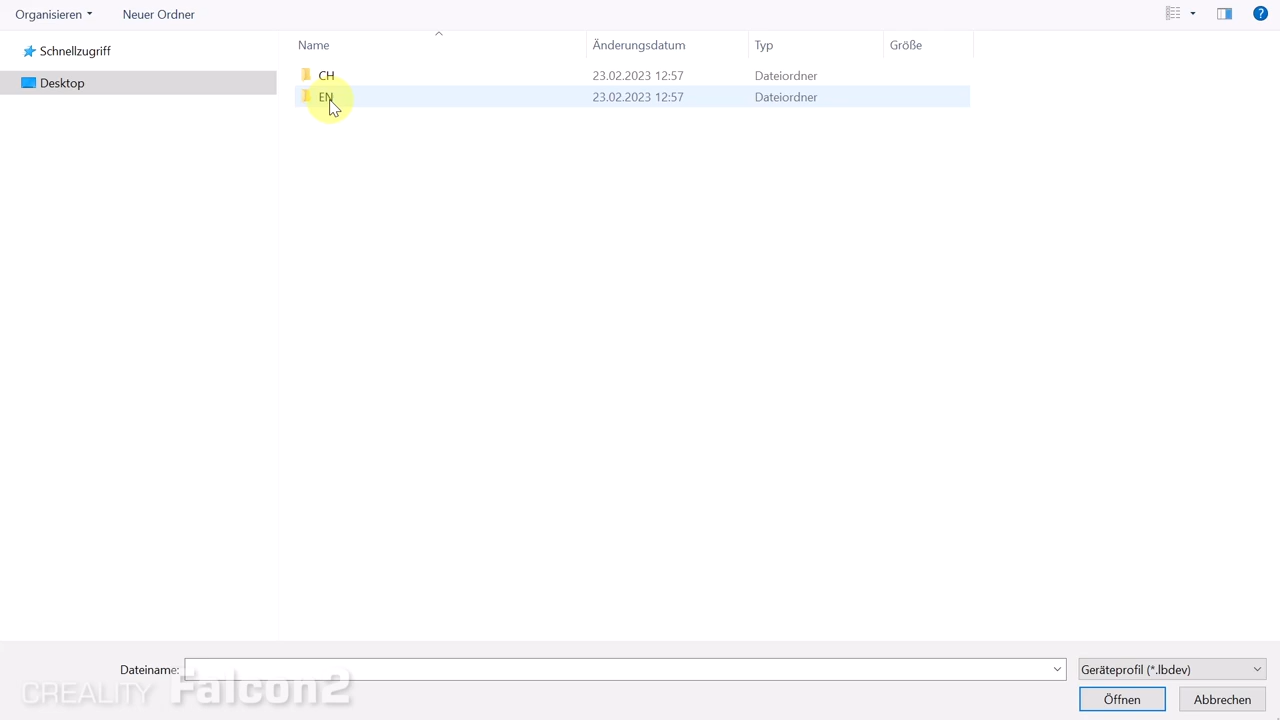 Organisieren Neuer Ordner
Schnellzugriff
Desktop
Name Änderungsdatum Typ Größe
CH 23.02.2023 12:57 Dateiordner
EN 23.02.2023 12:57 Dateiordner
Dateiname: Geräteprofil (*.lbdev)
CREALITY Falcon2
Öffnen Abbrechen